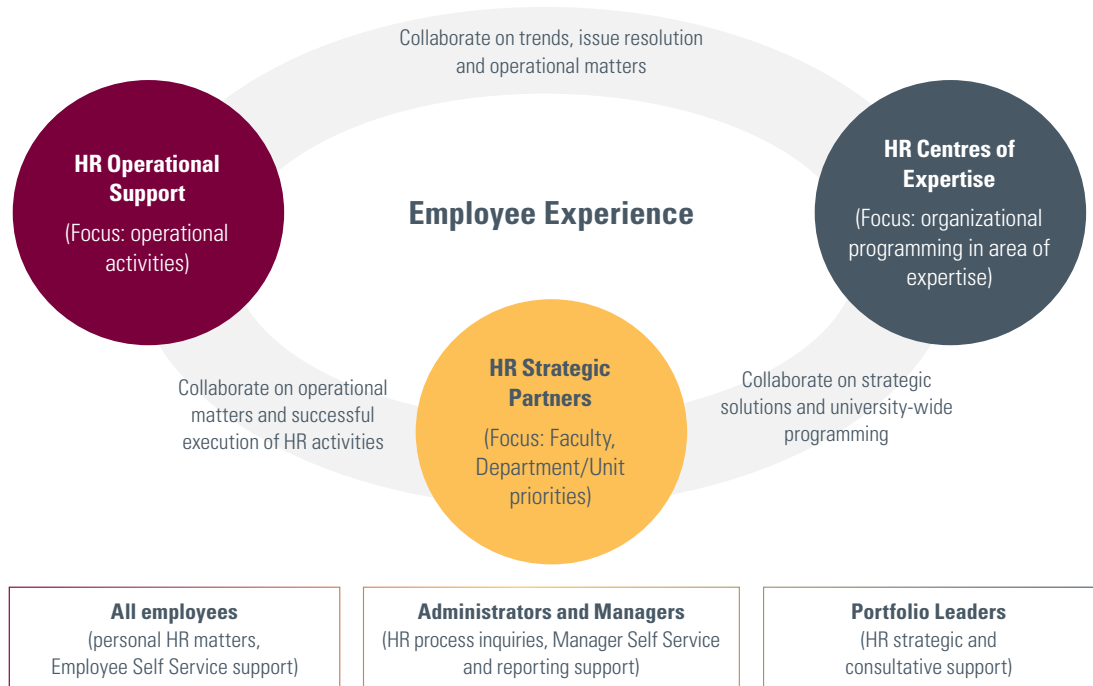 Collaborate on trends, issue resolution
and operational matters
HR Operational
Support
(Focus: operational
activities)
HR Centres of
Expertise
(Focus: organizational
programming in area of
expertise)
Employee Experience
HR Strategic
Partners
(Focus: Faculty,
Department/Unit
priorities)
Collaborate on operational
matters and successful
execution of HR activities
Collaborate on strategic
solutions and university-wide
programming
All employees
(personal HR matters,
Employee Self Service support)
Administrators and Managers
(HR process inquiries, Manager Self Service
and reporting support)
Portfolio Leaders
(HR strategic and
consultative support)